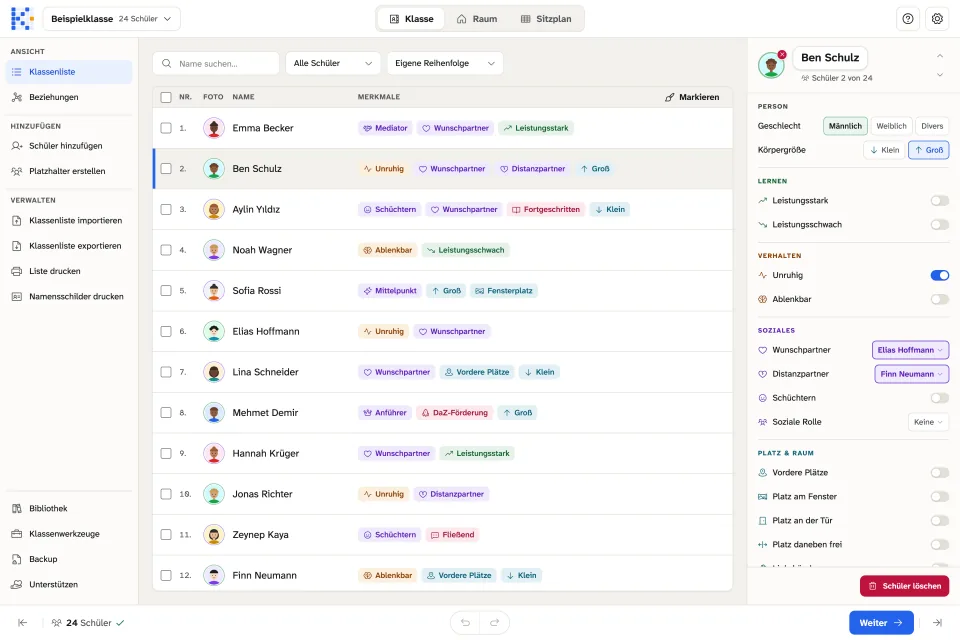 Beispielklasse 24 Schüler
Klasse
Raum
Sitzplan
ANSICHT
Klassenliste
Beziehungen
HINZUFÜGEN
Schüler hinzufügen
Platzhalter erstellen
VERWALTEN
Klassenliste importieren
Klassenliste exportieren
Liste drucken
Namensschilder drucken
Bibliothek
Klassenwerkzeuge
Backup
Unterstützen
Name suchen...
Alle Schüler
Eigene Reihenfolge
NR. FOTO NAME MERKMALE Markieren
1. Emma Becker Mediator Wunschpartner Leistungsstark
2. Ben Schulz Unruhig Wunschpartner Distanzpartner Groß
3. Aylin Yıldız Schüchtern Wunschpartner Fortgeschritten Klein
4. Noah Wagner Ablenkbar Leistungsschwach
5. Sofia Rossi Mittelpunkt Groß Fensterplatz
6. Elias Hoffmann Unruhig Wunschpartner
7. Lina Schneider Wunschpartner Vordere Plätze Klein
8. Mehmet Demir Anführer DaZ-Förderung Groß
9. Hannah Krüger Wunschpartner Leistungsstark
10. Jonas Richter Unruhig Distanzpartner
11. Zeynep Kaya Schüchtern Fließend
12. Finn Neumann Ablenkbar Vordere Plätze Klein
Ben Schulz
Schüler 2 von 24
PERSON
Geschlecht Männlich Weiblich Divers
Körpergröße Klein Groß
LERNEN
Leistungsstark
Leistungsschwach
VERHALTEN
Unruhig
Ablenkbar
SOZIALES
Wunschpartner Elias Hoffmann
Distanzpartner Finn Neumann
Schüchtern
Soziale Rolle Keine
PLATZ & RAUM
Vordere Plätze
Platz am Fenster
Platz an der Tür
Platz daneben frei
Schüler löschen
24 Schüler
Weiter